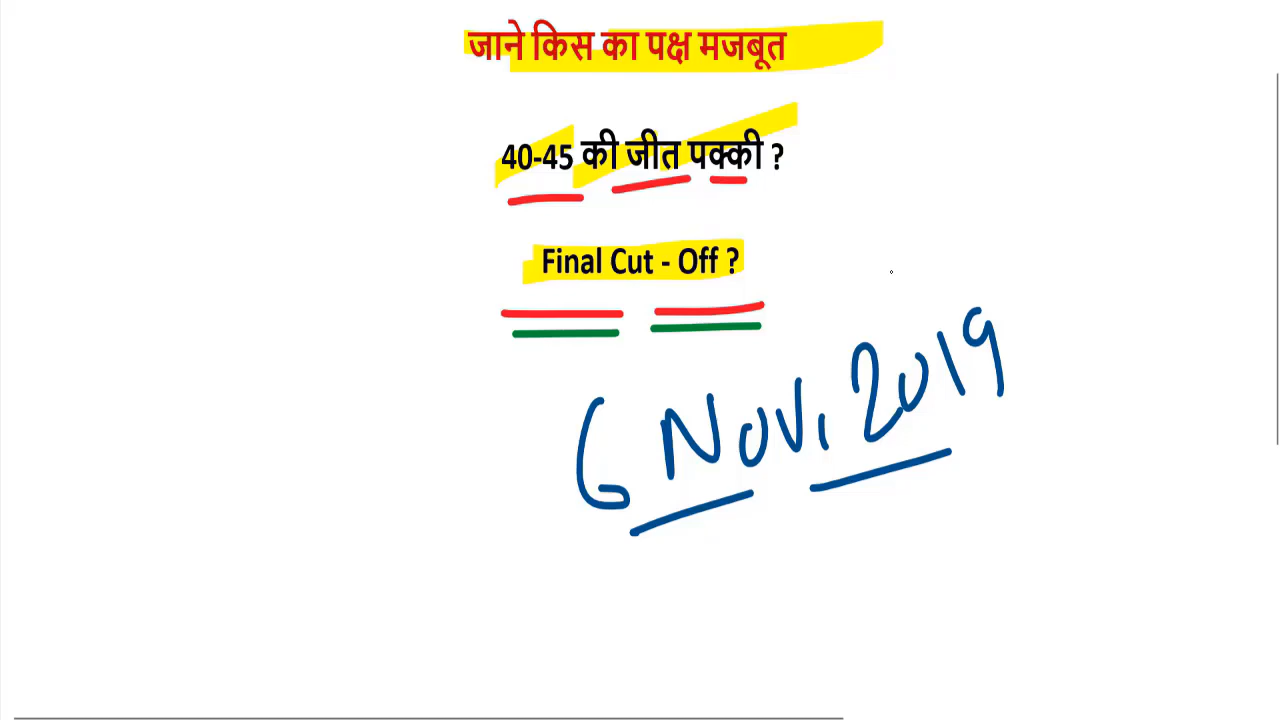 जाने किस का पक्ष मजबूत
40-45 की जीत पक्की ?
Final Cut - Off ?
6 Nov, 2019